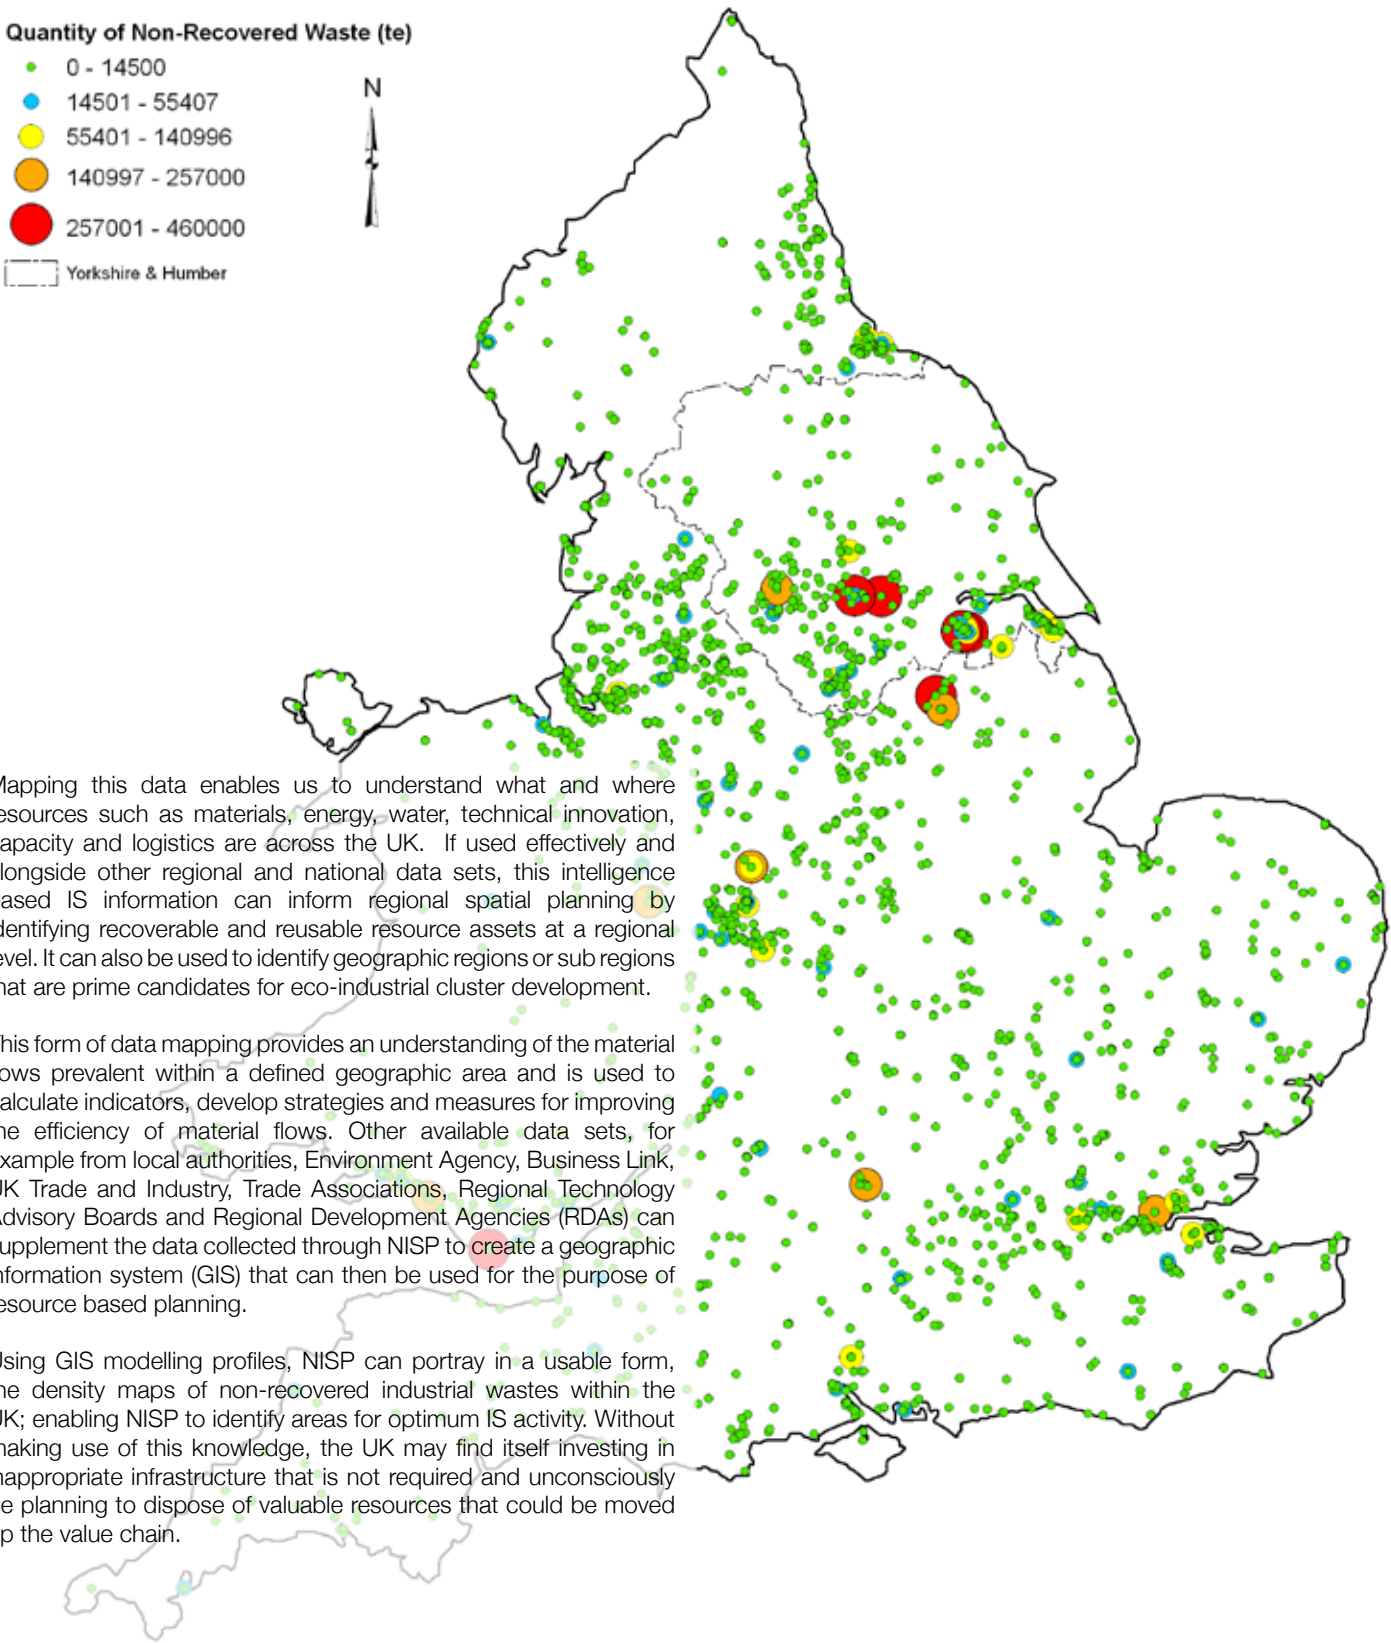 Quantity of Non-Recovered Waste (te)
0 - 14500
14501 - 55407
55401 - 140996
140997 - 257000
257001 - 460000
Yorkshire & Humber
N
Mapping this data enables us to understand what and where
esources such as materials, energy, water, technical innovation,
apacity and logistics are across the UK. If used effectively and
longside other regional and national data sets, this intelligence
ased IS information can inform regional spatial planning by
dentifying recoverable and reusable resource assets at a regional
evel. It can also be used to identify geographic regions or sub regions
hat are prime candidates for eco-industrial cluster development.
This form of data mapping provides an understanding of the material
ows prevalent within a defined geographic area and is used to
alculate indicators, develop strategies and measures for improving
he efficiency of material flows. Other available data sets, for
xample from local authorities, Environment Agency, Business Link,
UK Trade and Industry, Trade Associations, Regional Technology
Advisory Boards and Regional Development Agencies (RDAs) can
upplement the data collected through NISP to create a geographic
nformation system (GIS) that can then be used for the purpose of
esource based planning.
Using GIS modelling profiles, NISP can portray in a usable form,
he density maps of non-recovered industrial wastes within the
UK; enabling NISP to identify areas for optimum IS activity. Without
making use of this knowledge, the UK may find itself investing in
nappropriate infrastrdcture that is not required and unconsciously
e planning to dispose of valuable resources that could be moved
p the value chain.